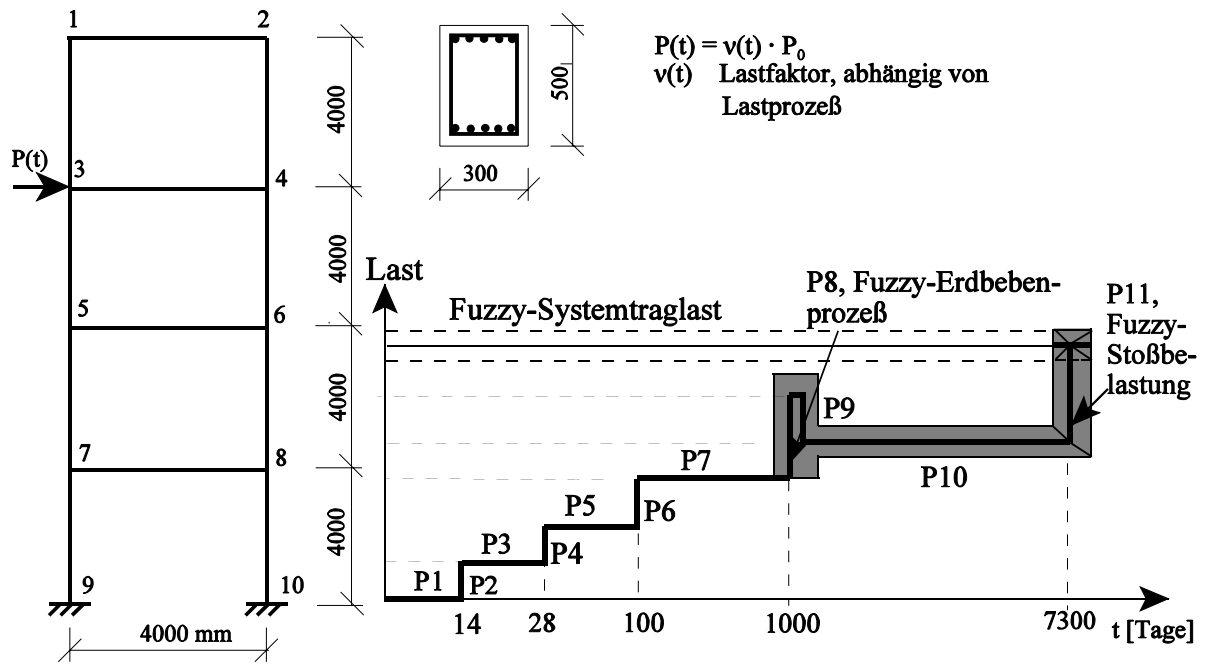 1
2
P(t)
3
4
5
6
7
8
9
10
4000 mm
4000
4000
4000
4000
500
300
P(t) = ν(t) · P₀
ν(t) Lastfaktor, abhängig von
Lastprozeß
Last
Fuzzy-Systemtraglast
P8, Fuzzy-Erdbeben-
prozeß
P11,
Fuzzy-
Stoßbe-
lastung
P9
P7
P10
P5
P6
P3
P4
P1
P2
14
28
100
1000
7300
t [Tage]